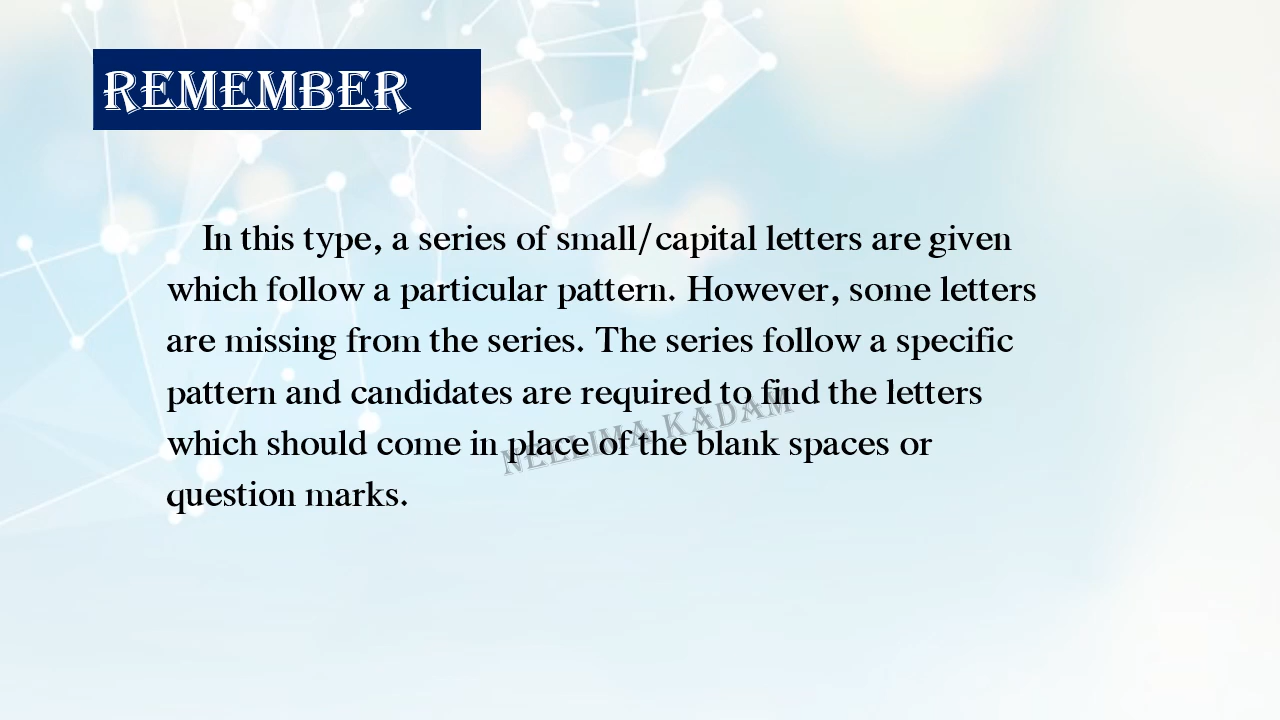 REMEMBER
In this type, a series of small/capital letters are given
which follow a particular pattern. However, some letters
are missing from the series. The series follow a specific
pattern and candidates are required to find the letters
which should come in place of the blank spaces or
question marks.
NEELIMA KADAM